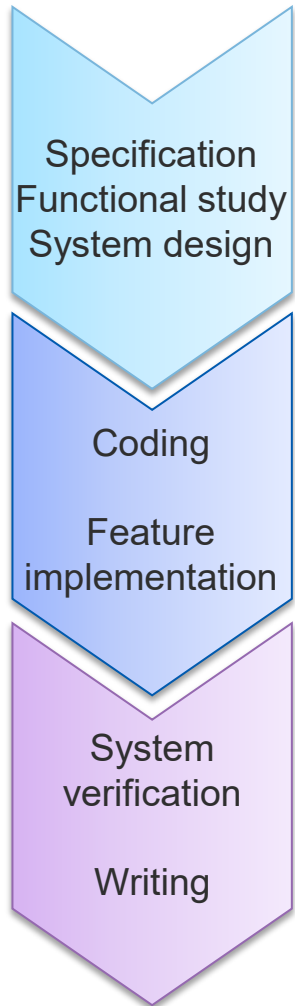 Specification
Functional study
System design
Coding
Feature
implementation
System
verification
Writing